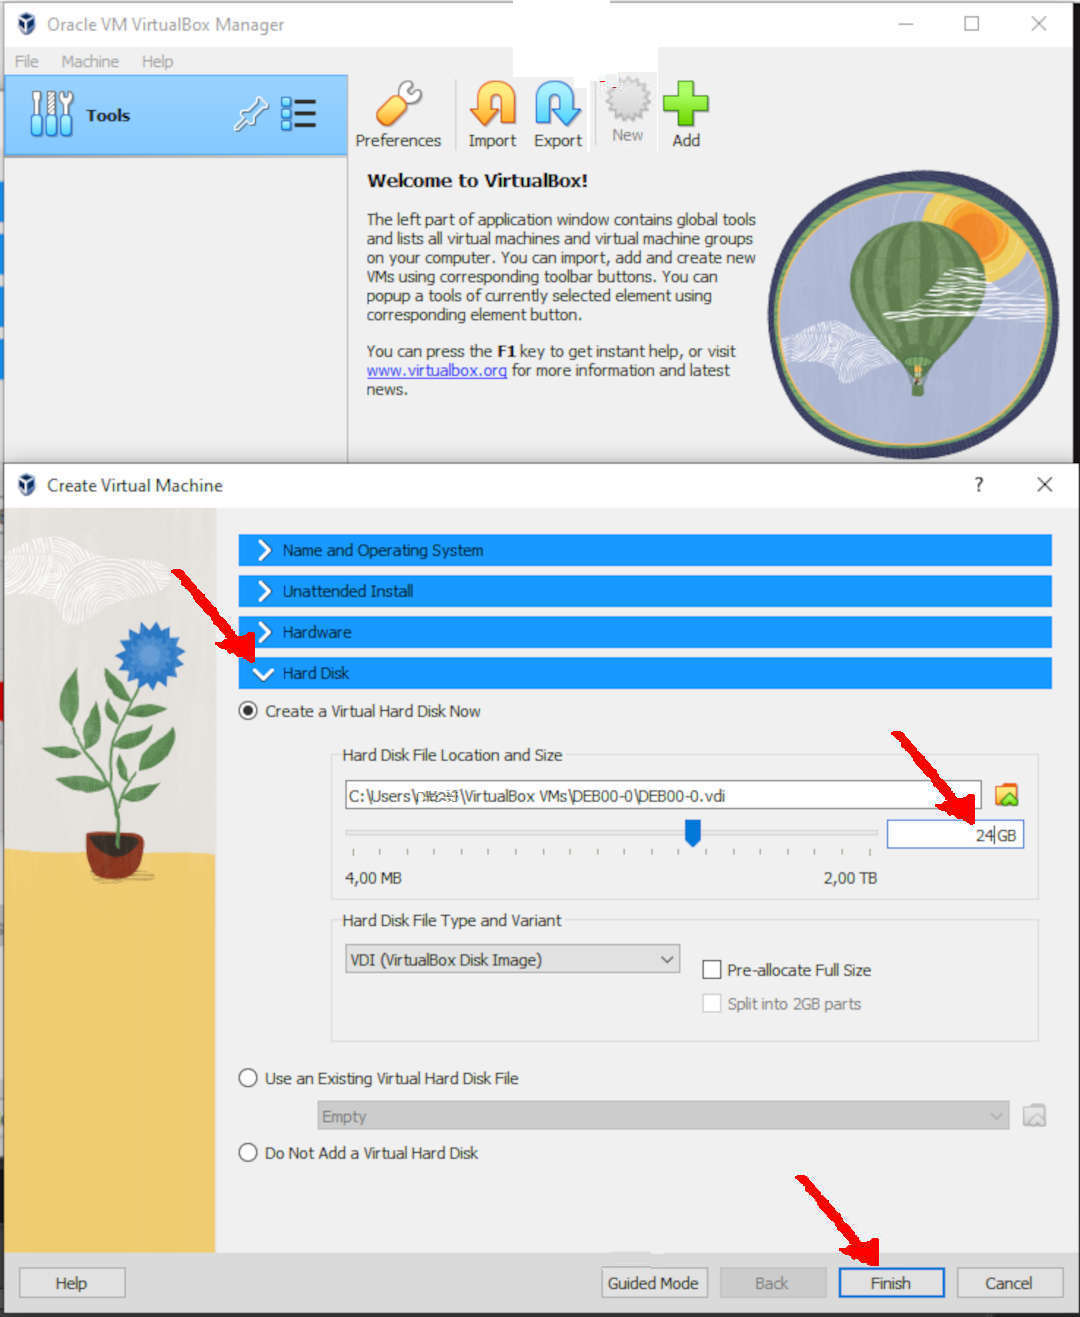 Oracle VM VirtualBox Manager
File Machine Help
Tools
Preferences Import Export New Add
Welcome to VirtualBox!
The left part of application window contains global tools
and lists all virtual machines and virtual machine groups
on your computer. You can import, add and create new
VMs using corresponding toolbar buttons. You can
popup a tools of currently selected element using
corresponding element button.
You can press the F1 key to get instant help, or visit
www.virtualbox.org for more information and latest
news.
Create Virtual Machine ?
Name and Operating System
Unattended Install
Hardware
Hard Disk
Create a Virtual Hard Disk Now
Hard Disk File Location and Size
C:\Users\ \VirtualBox VMs\DEB00-0\DEB00-0.vdi
24 GB
4,00 MB 2,00 TB
Hard Disk File Type and Variant
VDI (VirtualBox Disk Image)
Pre-allocate Full Size
Split into 2GB parts
Use an Existing Virtual Hard Disk File
Empty
Do Not Add a Virtual Hard Disk
Help Guided Mode Back Finish Cancel